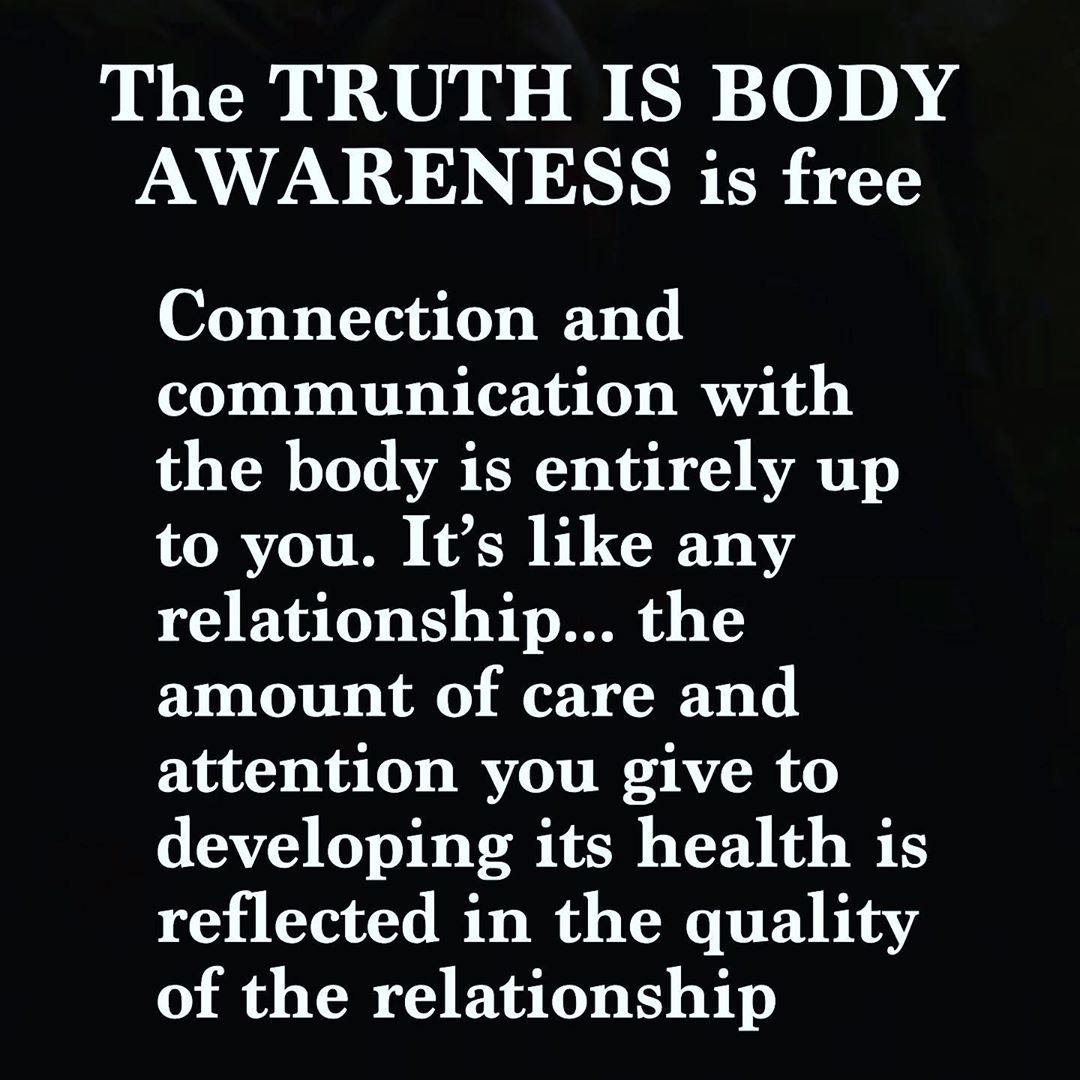 The TRUTH IS BODY
AWARENESS is free
Connection and
communication with
the body is entirely up
to you. It’s like any
relationship... the
amount of care and
attention you give to
developing its health is
reflected in the quality
of the relationship